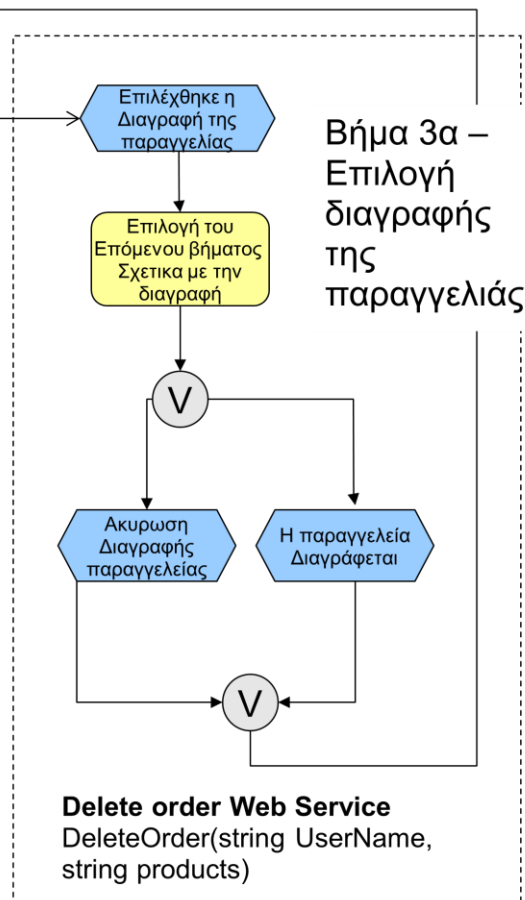 Επιλέχθηκε η
Διαγραφή της
παραγγελίας
Βήμα 3α –
Επιλογή
διαγραφής
της
παραγγελιάς
Επιλογή του
Επόμενου βήματος
Σχετικα με την
διαγραφή
V
Ακυρωση
Διαγραφής
παραγγελείας
Η παραγγελεία
Διαγράφεται
V
Delete order Web Service
DeleteOrder(string UserName,
string products)